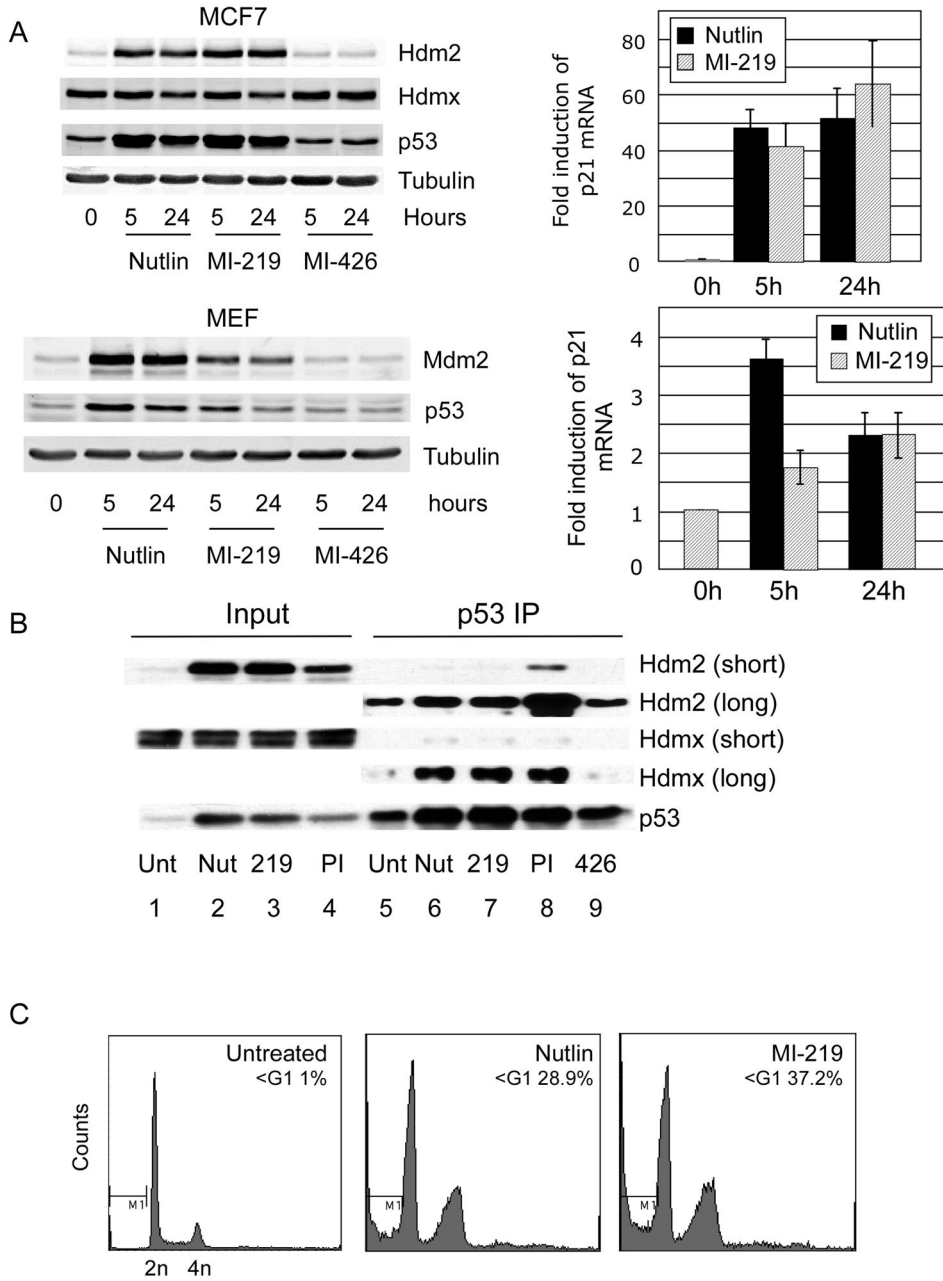 A
MCF7
Hdm2
Hdmx
p53
Tubulin
0 5 24 5 24 5 24 Hours
Nutlin MI-219 MI-426
Fold induction of
p21 mRNA
80
60
40
20
0
Nutlin
MI-219
0h 5h 24h
MEF
Mdm2
p53
Tubulin
0 5 24 5 24 5 24 hours
Nutlin MI-219 MI-426
Fold induction of p21
mRNA
4
3
2
1
0
Nutlin
MI-219
0h 5h 24h
B
Input p53 IP
Hdm2 (short)
Hdm2 (long)
Hdmx (short)
Hdmx (long)
p53
Unt Nut 219 PI Unt Nut 219 PI 426
1 2 3 4 5 6 7 8 9
C
Counts
Untreated
<G1 1%
M1
2n 4n
Nutlin
<G1 28.9%
M1
MI-219
<G1 37.2%
M1